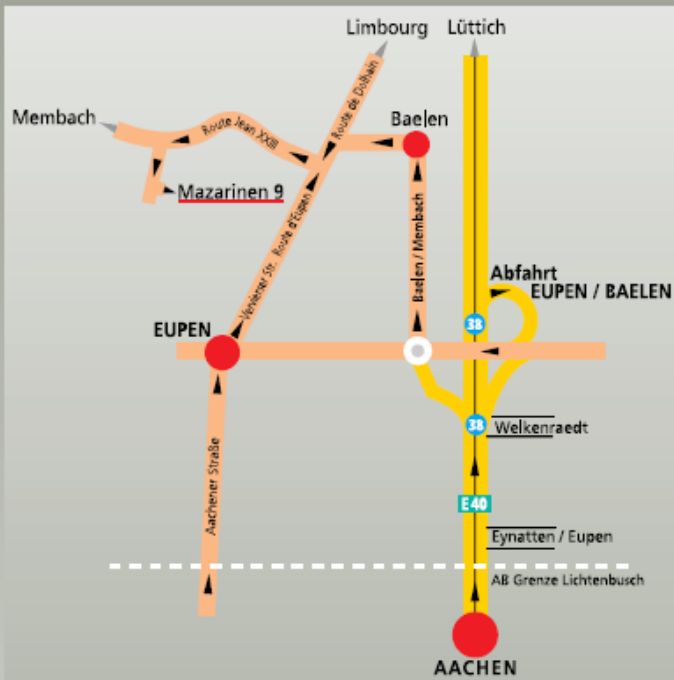 Limbourg
Lüttich
Membach
Route Jean XXIII
Route de Dolhain
Baelen
Mazarinen 9
Vervierser Str. Route d'Eupen
Baelen / Membach
Abfahrt
EUPEN / BAELEN
EUPEN
38
38
Welkenraedt
Aachener Straße
E40
Eynatten / Eupen
AB Grenze Lichtenbusch
AACHEN